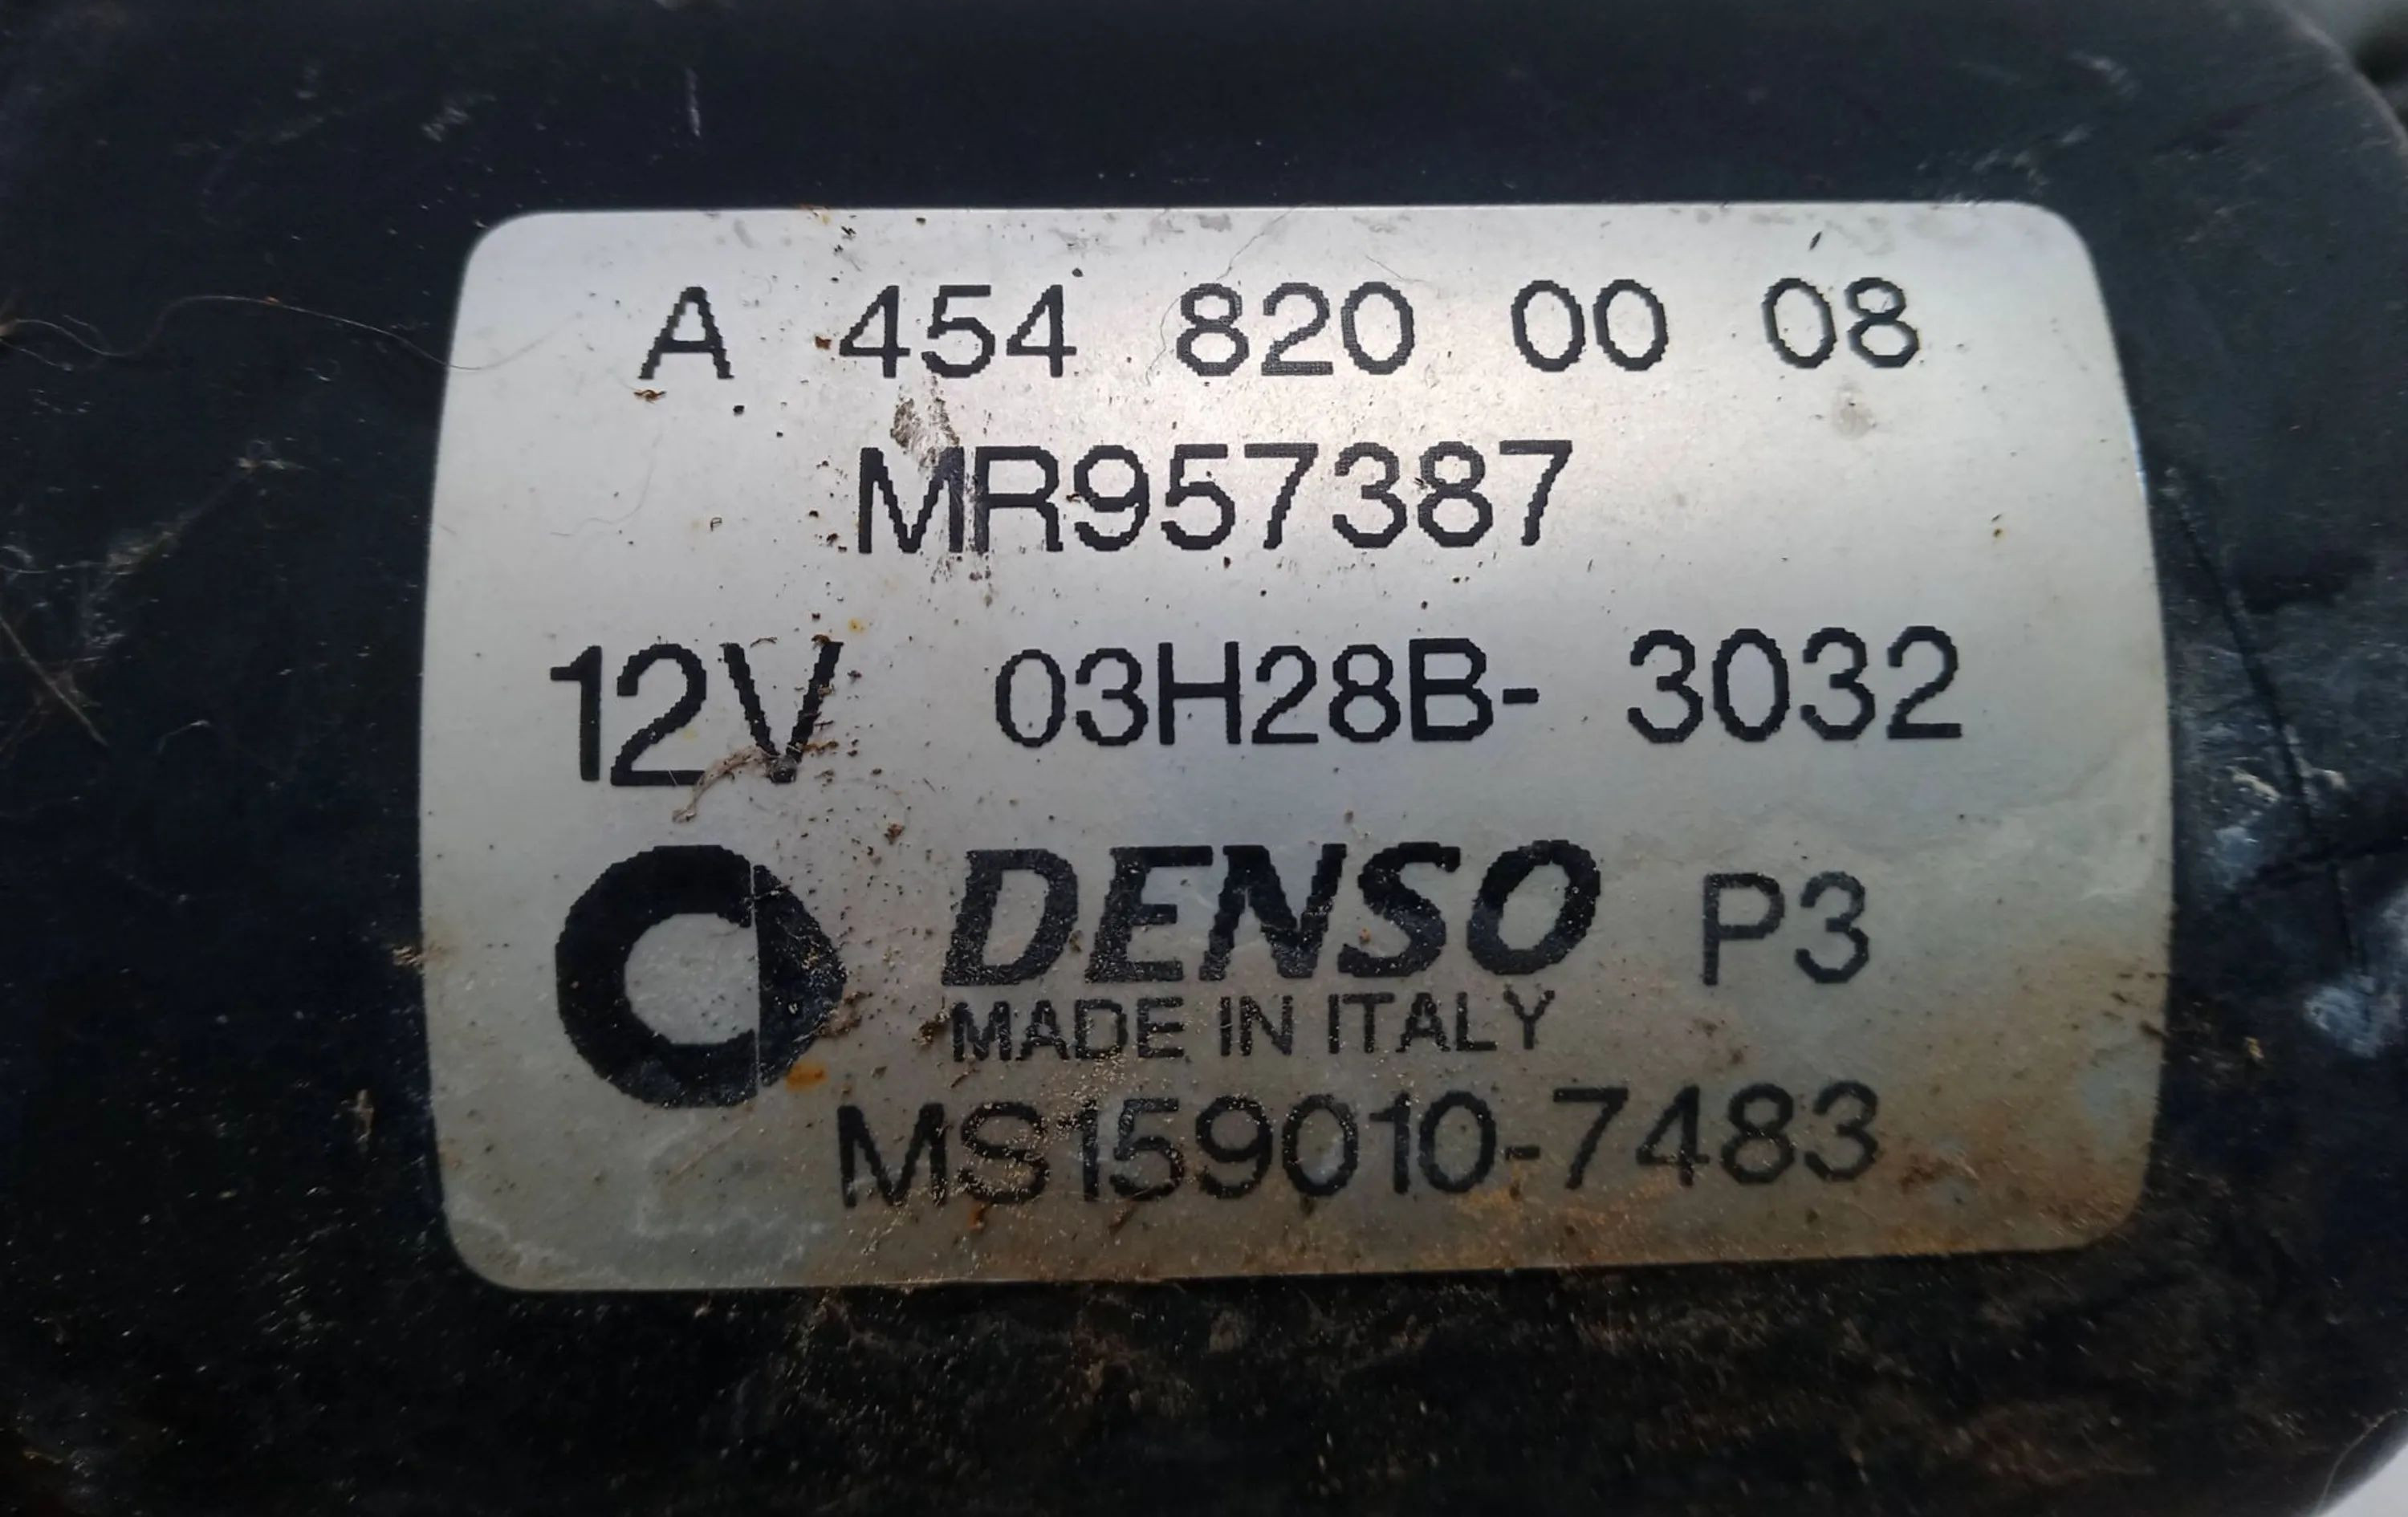 A 454 820 00 08
MR957387
12V 03H28B- 3032
DENSO P3
MADE IN ITALY
MS159010-7483